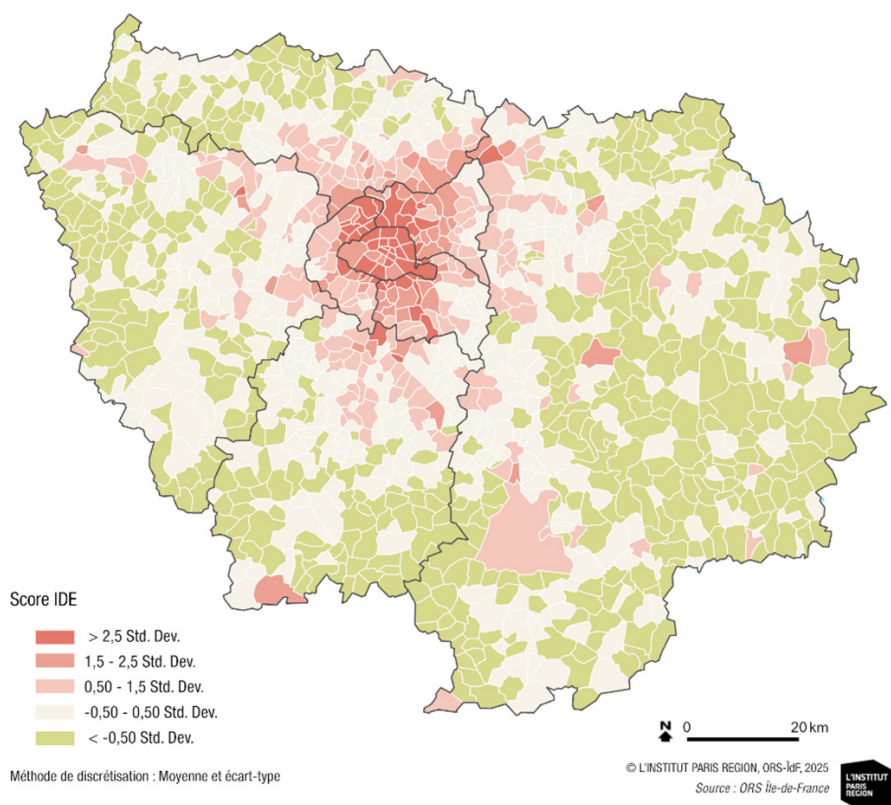 Score IDE
> 2,5 Std. Dev.
1,5 - 2,5 Std. Dev.
0,50 - 1,5 Std. Dev.
-0,50 - 0,50 Std. Dev.
< -0,50 Std. Dev.
N 0 20 km
Méthode de discrétisation : Moyenne et écart-type
© L'INSTITUT PARIS REGION, ORS-ÎdF, 2025
Source : ORS Île-de-France
L'INSTITUT
PARIS
REGION